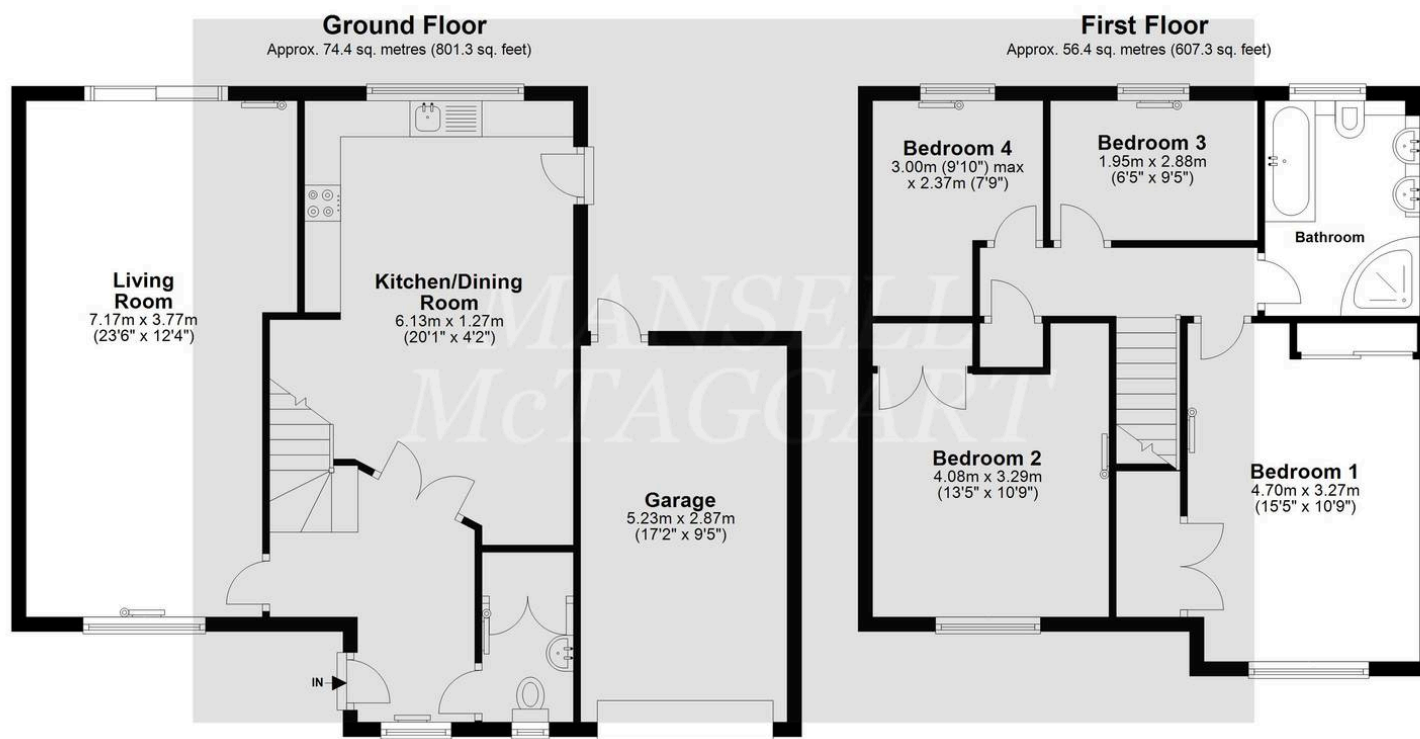 Ground Floor
Approx. 74.4 sq. metres (801.3 sq. feet)
Living
Room
7.17m x 3.77m
(23'6" x 12'4")
Kitchen/Dining
Room
6.13m x 1.27m
(20'1" x 4'2")
Garage
5.23m x 2.87m
(17'2" x 9'5")
IN
First Floor
Approx. 56.4 sq. metres (607.3 sq. feet)
Bedroom 4
3.00m (9'10") max
x 2.37m (7'9")
Bedroom 3
1.95m x 2.88m
(6'5" x 9'5")
Bathroom
Bedroom 2
4.08m x 3.29m
(13'5" x 10'9")
Bedroom 1
4.70m x 3.27m
(15'5" x 10'9")
MANSELL
McTAGGART